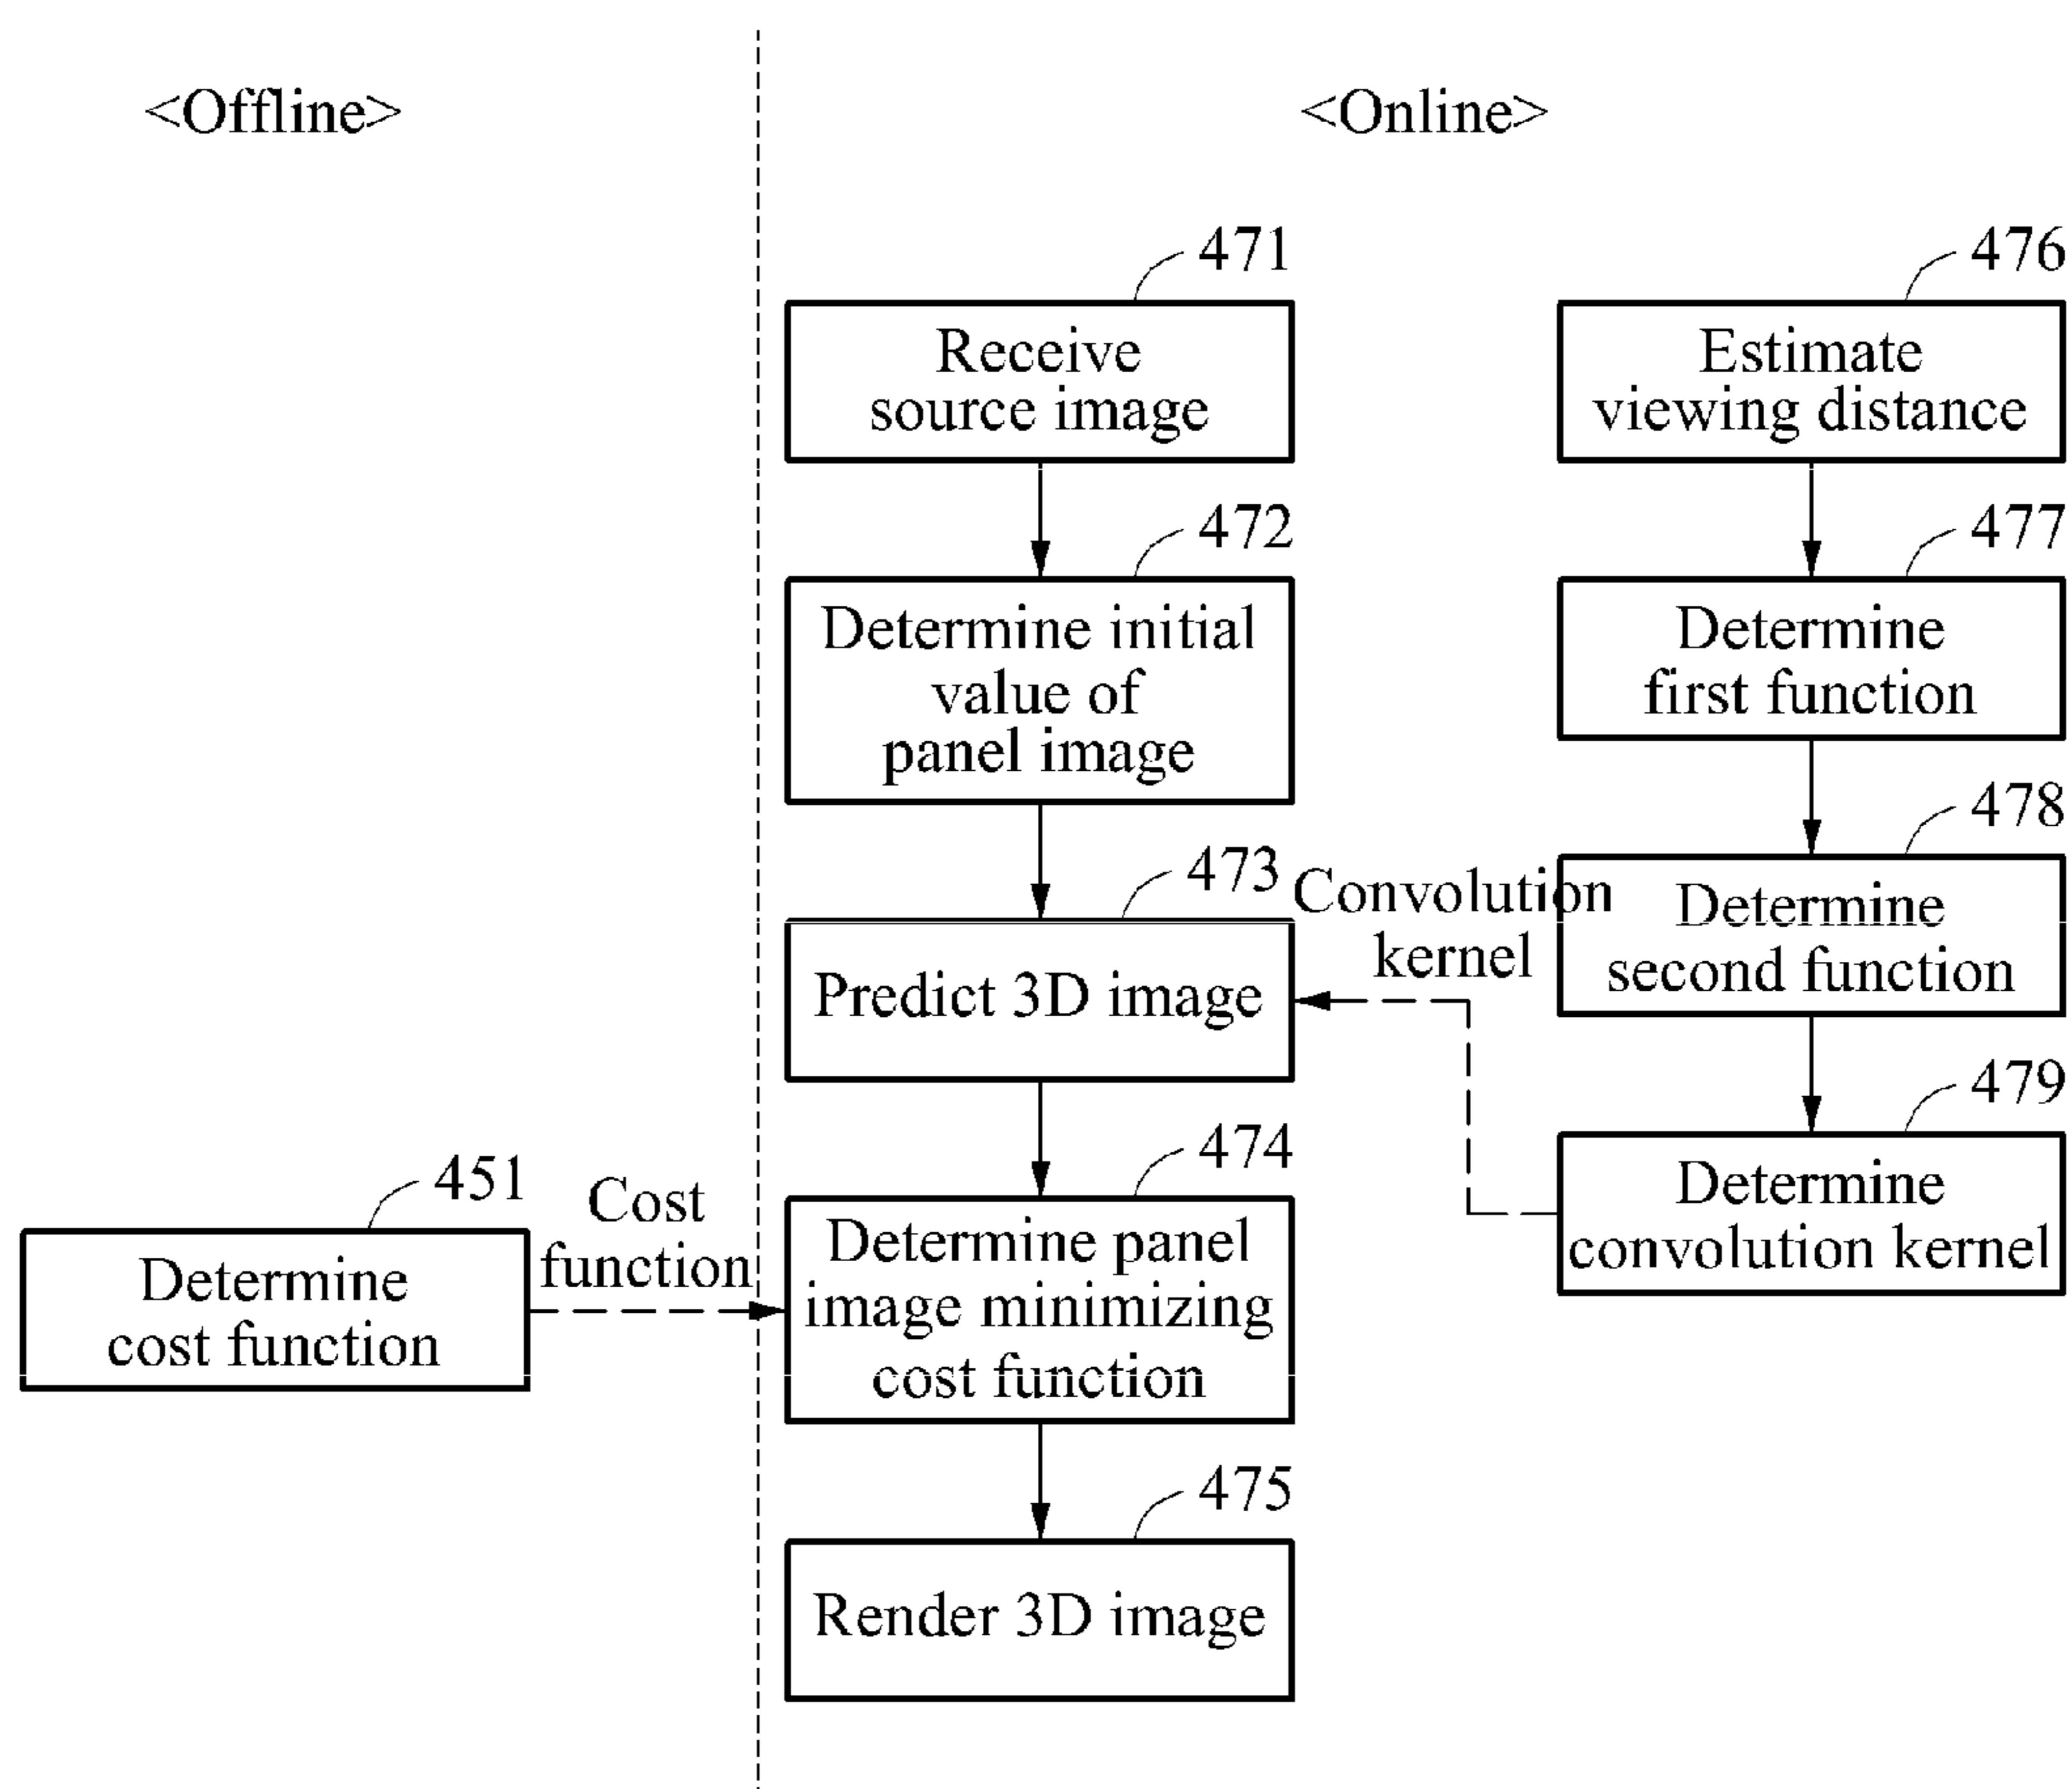 <Offline>
<Online>
471
Receive
source image
472
Determine initial
value of
panel image
473
Predict 3D image
474
Determine panel
image minimizing
cost function
475
Render 3D image
476
Estimate
viewing distance
477
Determine
first function
478
Determine
second function
479
Determine
convolution kernel
Convolution
kernel
451
Determine
cost function
Cost
function